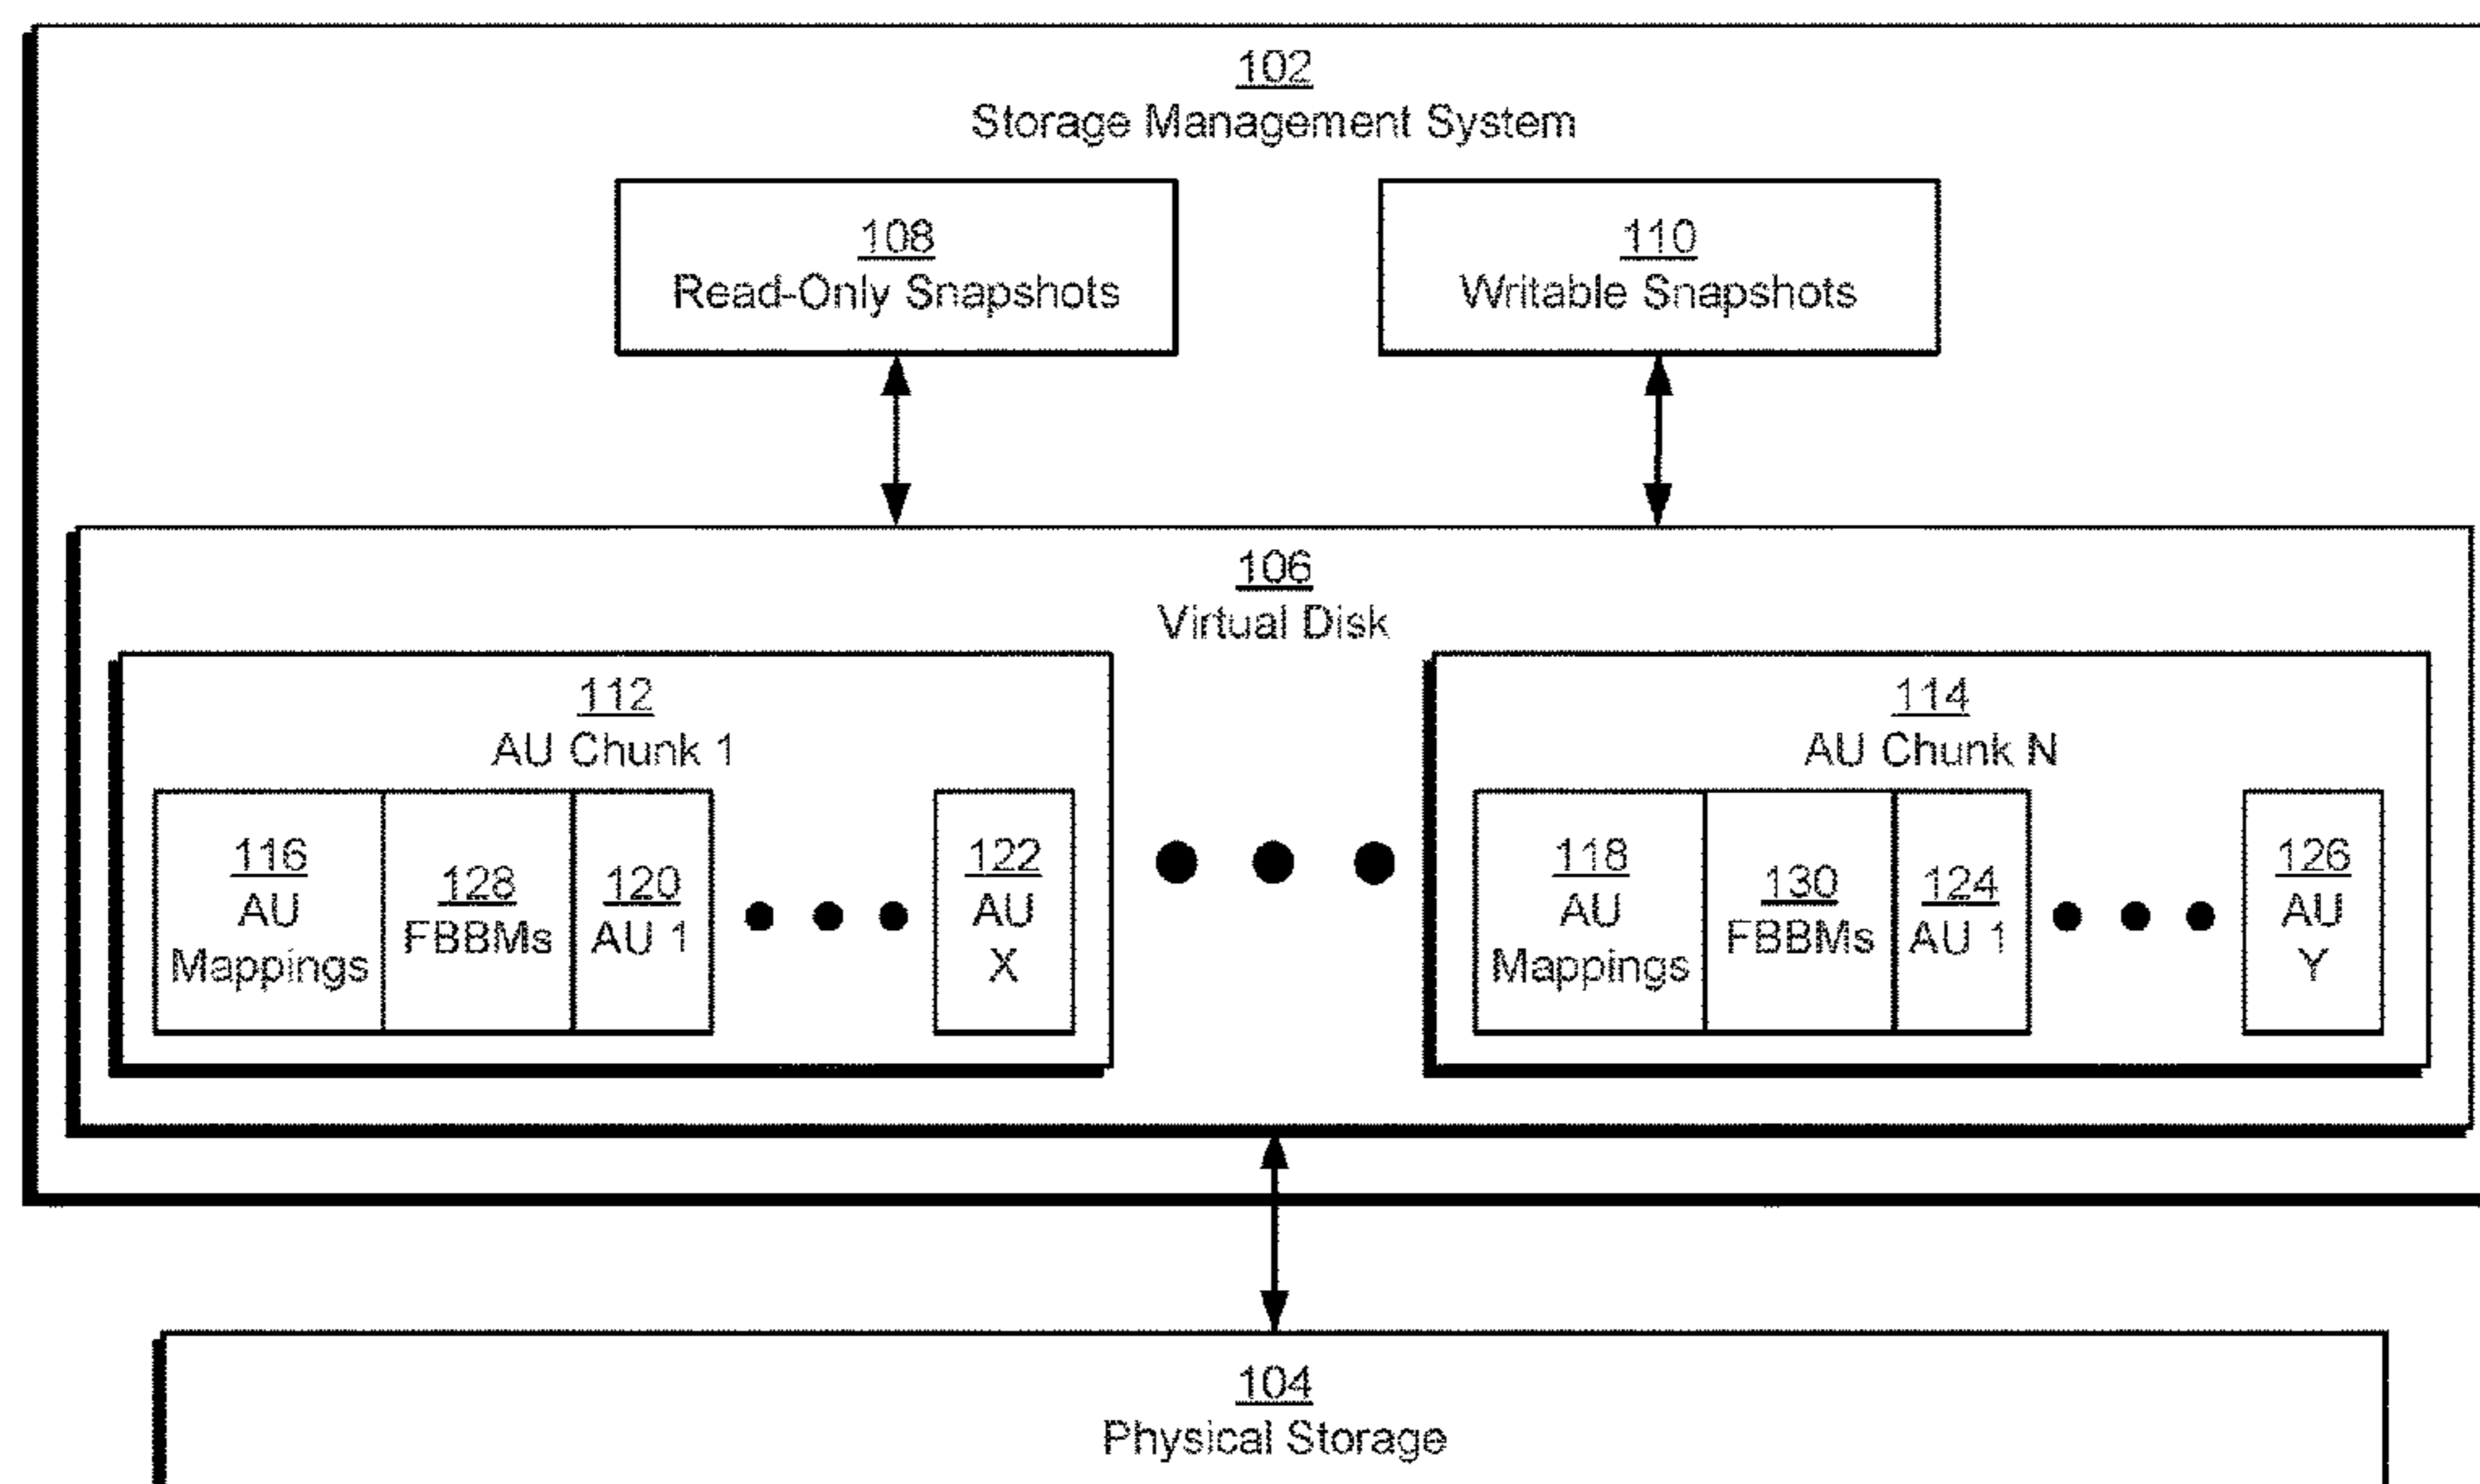 102
Storage Management System
108
Read-Only Snapshots
110
Writable Snapshots
106
Virtual Disk
112
AU Chunk 1
116
AU
Mappings
128
FBBMs
120
AU 1
122
AU
X
114
AU Chunk N
118
AU
Mappings
130
FBBMs
124
AU 1
126
AU
Y
104
Physical Storage